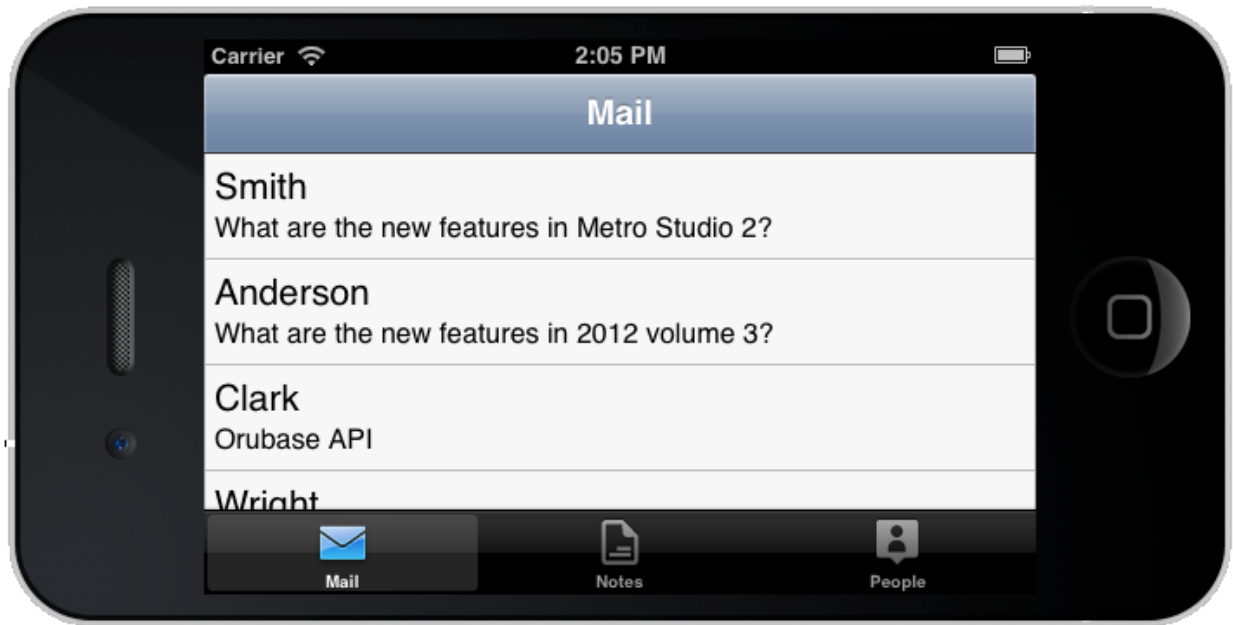 Carrier 2:05 PM
Mail
Smith
What are the new features in Metro Studio 2?
Anderson
What are the new features in 2012 volume 3?
Clark
Orubase API
Wright
Mail Notes People